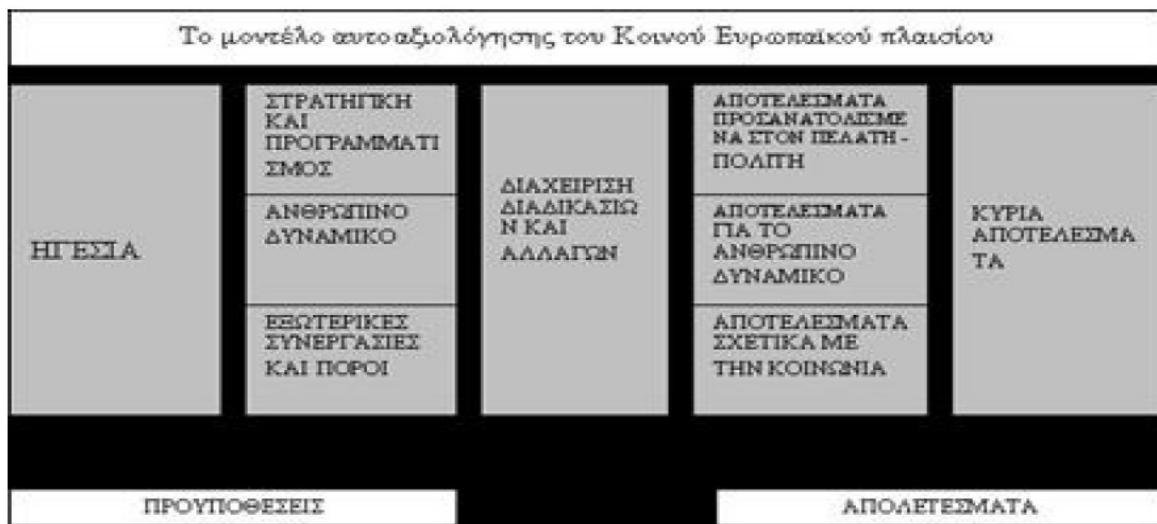 Το μοντέλο αυτοαξιολόγησης του Κοινού Ευρωπαϊκού πλαισίου
ΗΓΕΣΙΑ
ΣΤΡΑΤΗΓΙΚΗ
ΚΑΙ
ΠΡΟΓΡΑΜΜΑΤΙ
ΣΜΟΣ
ΑΝΘΡΩΠΙΝΟ
ΔΥΝΑΜΙΚΟ
ΕΞΩΤΕΡΙΚΕΣ
ΣΥΝΕΡΓΑΣΙΕΣ
ΚΑΙ ΠΟΡΟΙ
ΔΙΑΧΕΙΡΙΣΗ
ΔΙΑΔΙΚΑΣΙΩ
Ν ΚΑΙ
ΑΛΛΑΓΩΝ
ΑΠΟΤΕΛΕΣΜΑΤΑ
ΠΡΟΣΑΝΑΤΟΛΙΣΜΕ
ΝΑ ΣΤΟΝ ΠΕΛΑΤΗ -
ΠΟΛΙΤΗ
ΑΠΟΤΕΛΕΣΜΑΤΑ
ΓΙΑ ΤΟ
ΑΝΘΡΩΠΙΝΟ
ΔΥΝΑΜΙΚΟ
ΑΠΟΤΕΛΕΣΜΑΤΑ
ΣΧΕΤΙΚΑ ΜΕ
ΤΗΝ ΚΟΙΝΩΝΙΑ
ΚΥΡΙΑ
ΑΠΟΤΕΛΕΣΜΑ
ΤΑ
ΠΡΟΥΠΟΘΕΣΕΙΣ
ΑΠΟΛΕΤΕΣΜΑΤΑ